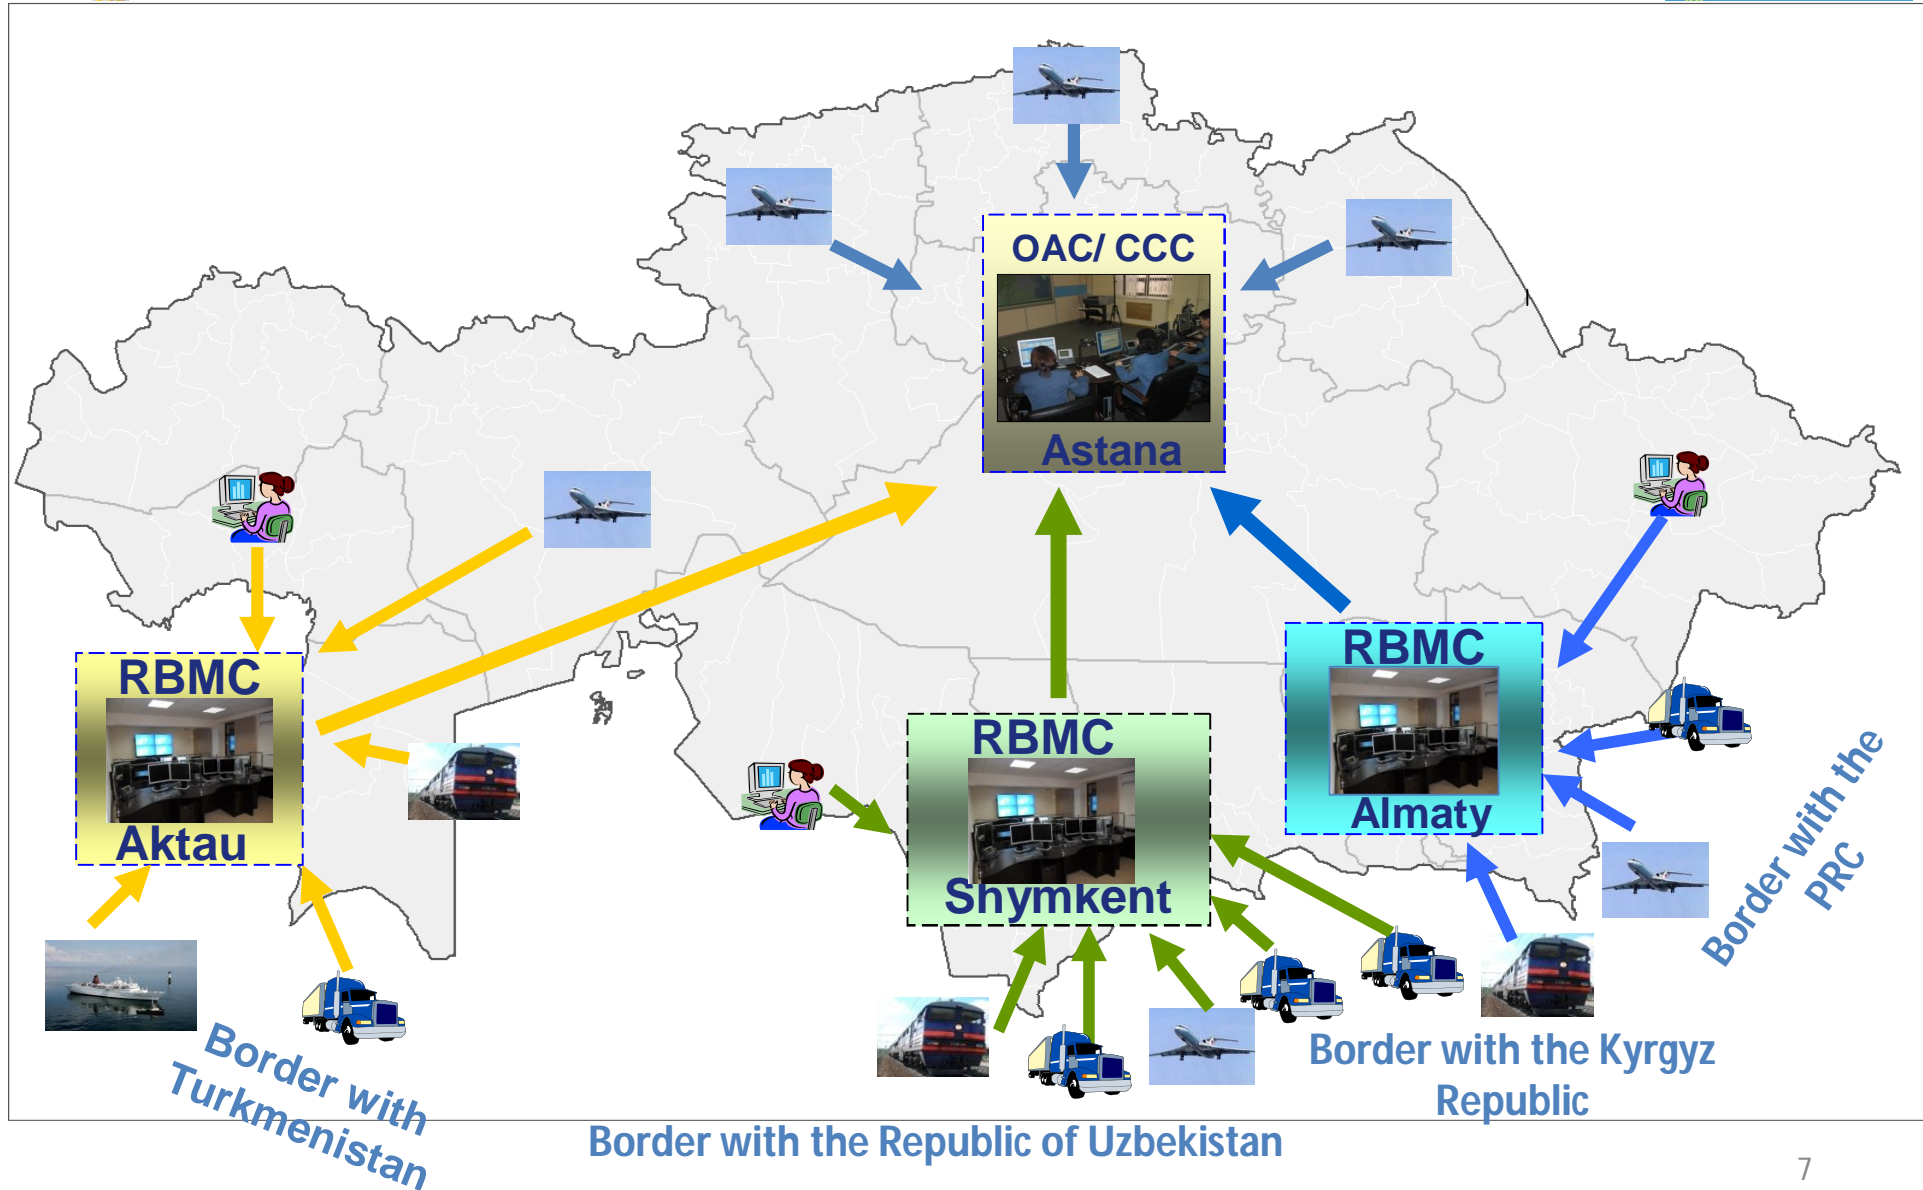 OAC/ CCC
Astana
RBMC
Aktau
RBMC
Shymkent
RBMC
Almaty
Border with the
PRC
Border with the Kyrgyz
Republic
Border with
Turkmenistan
Border with the Republic of Uzbekistan
7